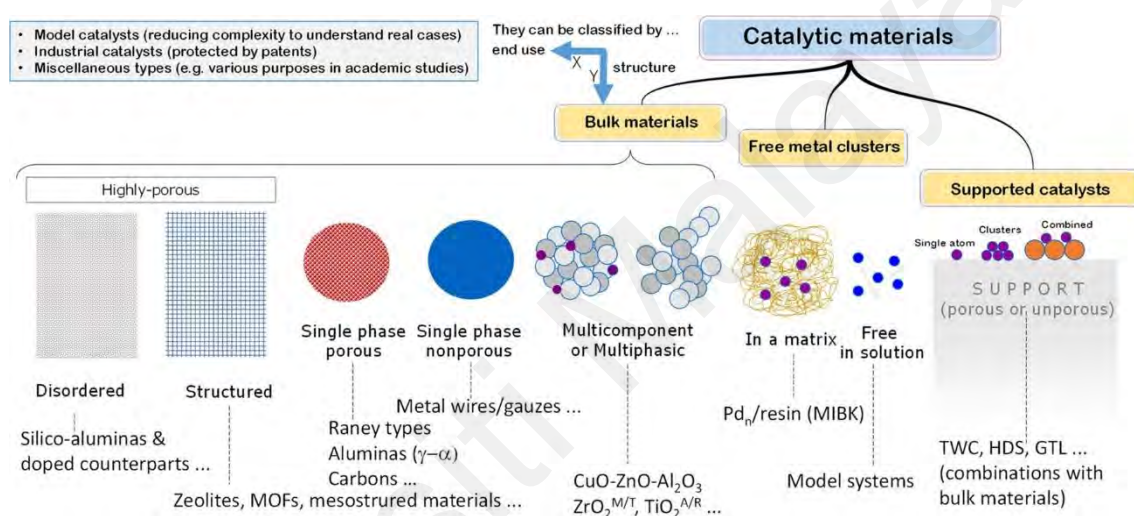 • Model catalysts (reducing complexity to understand real cases)
• Industrial catalysts (protected by patents)
• Miscellaneous types (e.g. various purposes in academic studies)
They can be classified by ...
end use
X
Y
structure
Catalytic materials
Bulk materials
Free metal clusters
Supported catalysts
Highly-porous
Single atom
Clusters
Combined
SUPPORT
(porous or unporous)
Single phase
porous
Single phase
nonporous
Multicomponent
or Multiphasic
In a matrix
Free
in solution
Disordered
Structured
Silico-aluminas &
doped counterparts ...
Zeolites, MOFs, mesostrured materials ...
Raney types
Aluminas (γ–α)
Carbons ...
Metal wires/gauzes ...
CuO-ZnO-Al₂O₃
ZrO₂ᴹ/ᵀ, TiO₂ᴬ/ᴿ ...
Pdₙ/resin (MIBK)
Model systems
TWC, HDS, GTL ...
(combinations with
bulk materials)
siti Malay